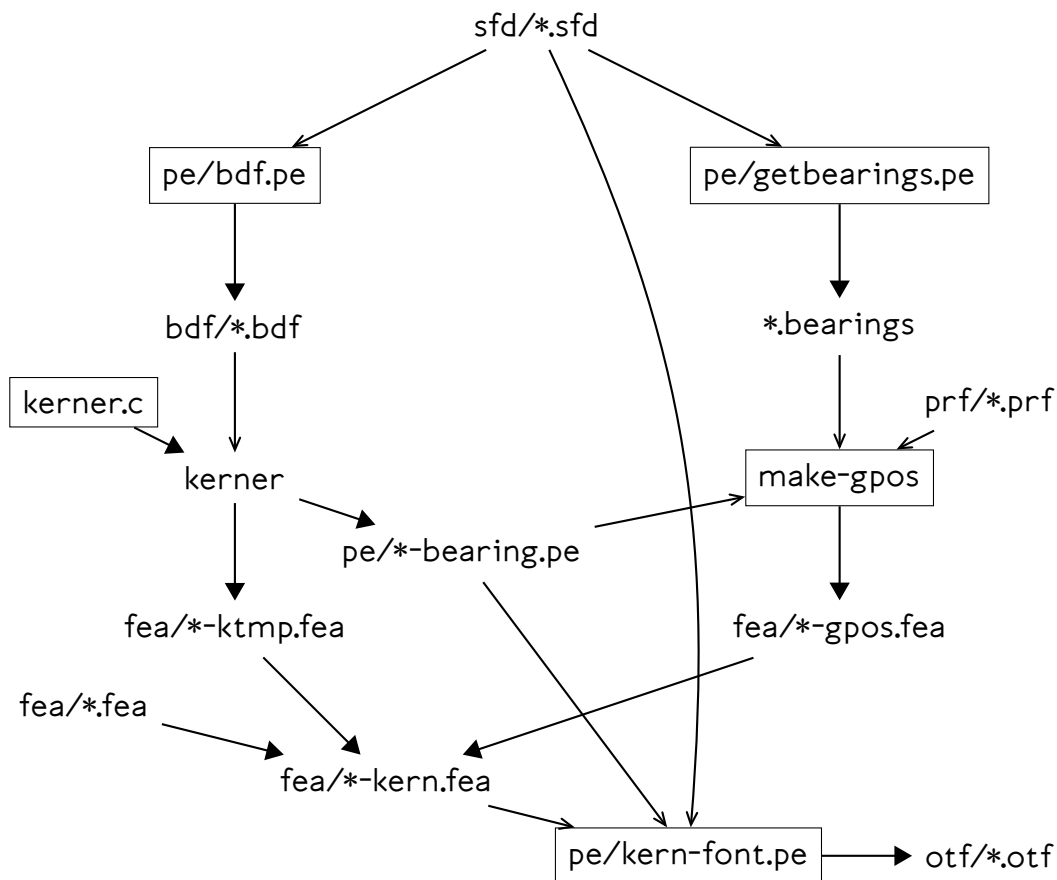 sfd/*.sfd
pe/bdf.pe
pe/getbearings.pe
bdf/*.bdf
*.bearings
kerner.c
prf/*.prf
kerner
make-gpos
pe/*-bearing.pe
fea/*-ktmp.fea
fea/*-gpos.fea
fea/*.fea
fea/*-kern.fea
pe/kern-font.pe
otf/*.otf